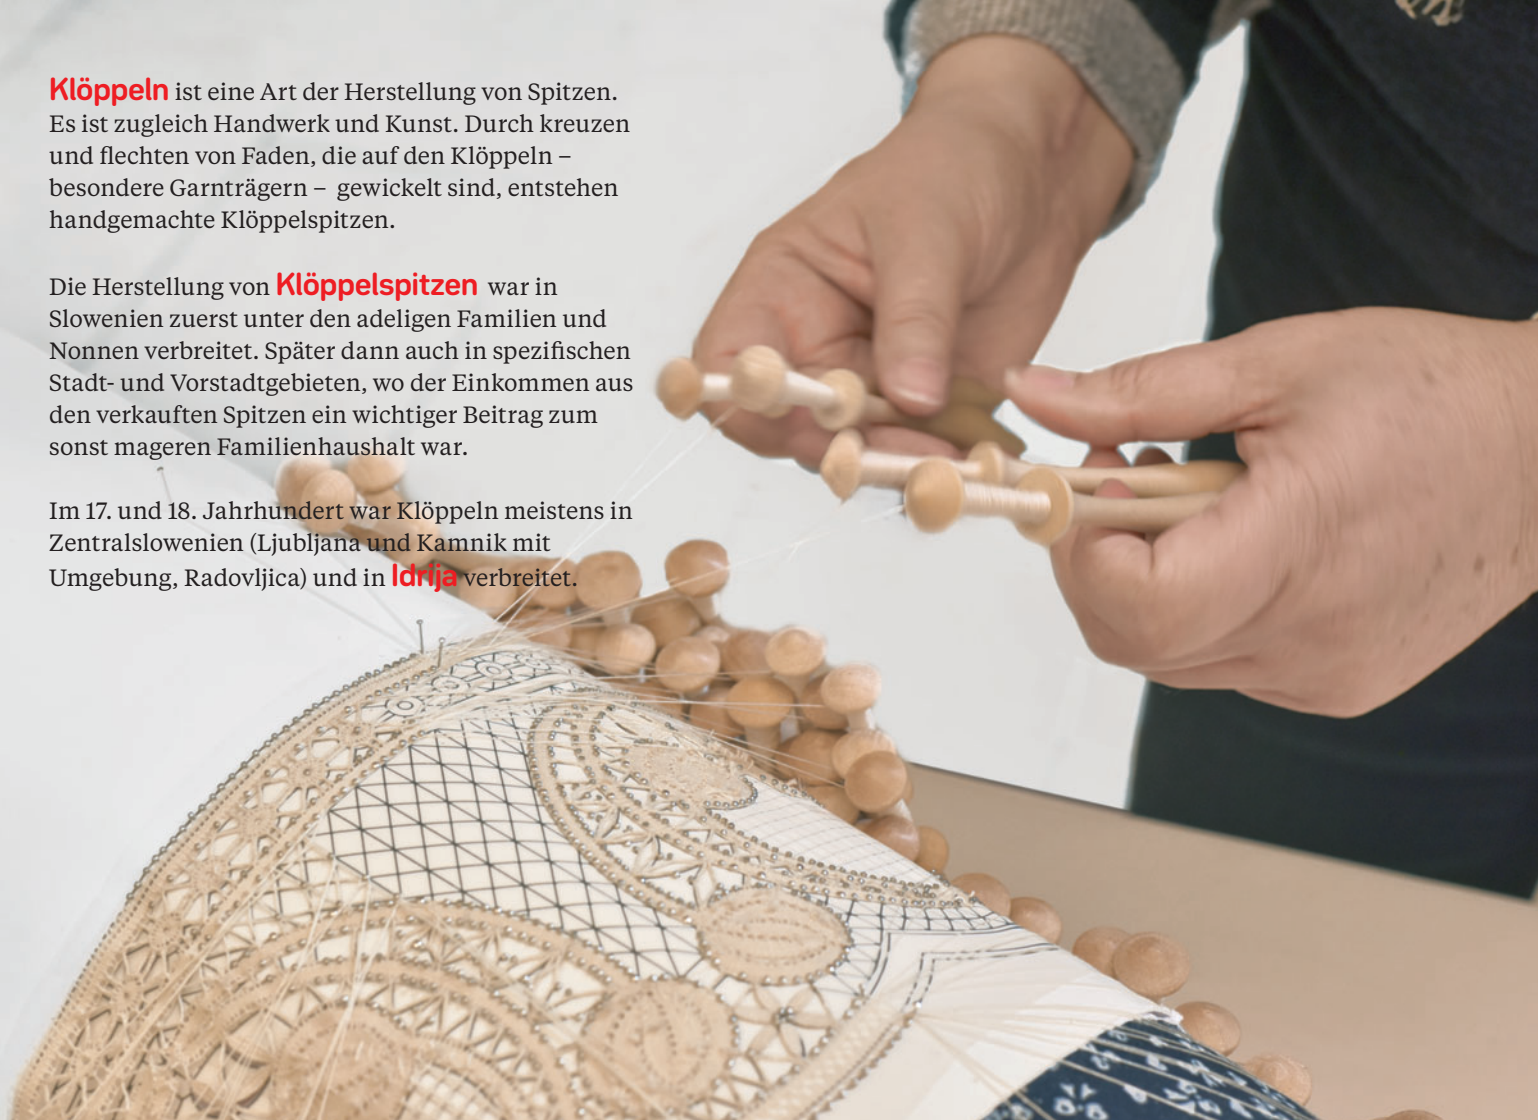 Klöppeln ist eine Art der Herstellung von Spitzen.
Es ist zugleich Handwerk und Kunst. Durch kreuzen
und flechten von Faden, die auf den Klöppeln –
besondere Garnträgern – gewickelt sind, entstehen
handgemachte Klöppelspitzen.
Die Herstellung von Klöppelspitzen war in
Slowenien zuerst unter den adeligen Familien und
Nonnen verbreitet. Später dann auch in spezifischen
Stadt- und Vorstadtgebieten, wo der Einkommen aus
den verkauften Spitzen ein wichtiger Beitrag zum
sonst mageren Familienhaushalt war.
Im 17. und 18. Jahrhundert war Klöppeln meistens in
Zentralslowenien (Ljubljana und Kamnik mit
Umgebung, Radovljica) und in Idrija verbreitet.